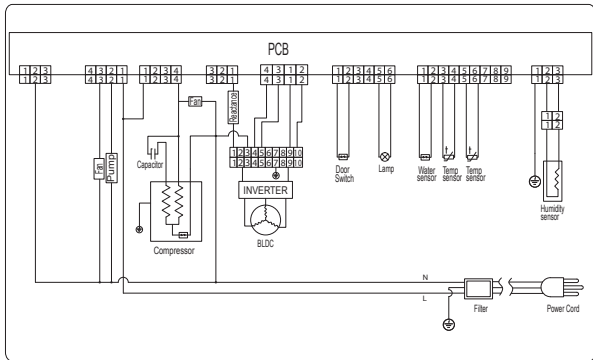 PCB
1 2 3
1 2 3
4 3 2 1
4 3 2 1
1 2 3 4
1 2 3 4
3 2 1
3 2 1
4 3 1 2
4 3 1 2
1 2 3 4 5 6
1 2 3 4 5 6
1 2 3 4 5 6 7 8 9
1 2 3 4 5 6 7 8 9
1 2 3
1 2 3
Fan
Reactance
1 2
1 2
Fan
Pump
Capacitor
1 2 3 4 5 6 7 8 9 10
1 2 3 4 5 6 7 8 9 10
INVERTER
BLDC
Compressor
Door
Switch
Lamp
Water
sensor
Temp
sensor
Temp
sensor
Humidity
sensor
N
L
Filter
Power Cord